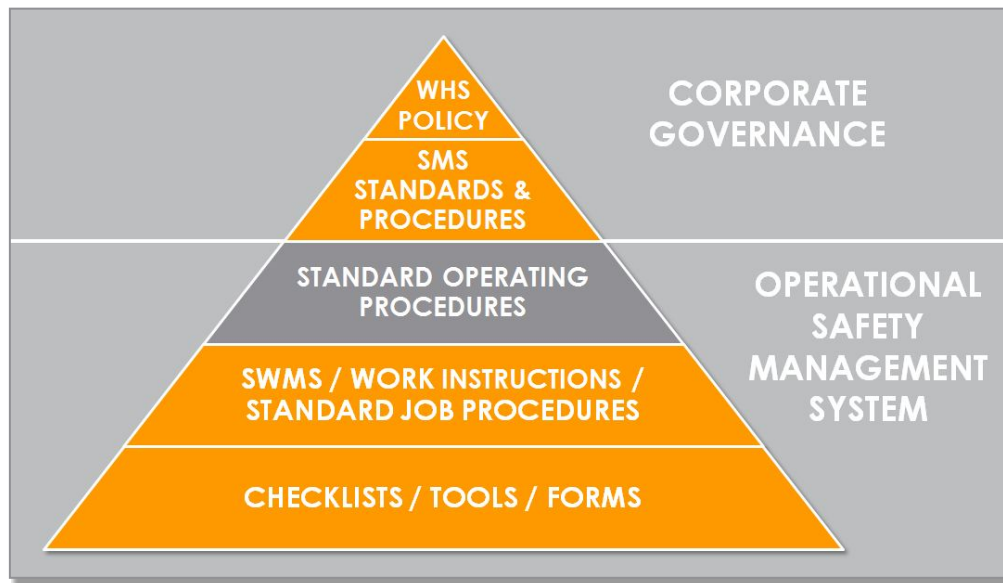 WHS
POLICY
SMS
STANDARDS &
PROCEDURES
CORPORATE
GOVERNANCE
STANDARD OPERATING
PROCEDURES
SWMS / WORK INSTRUCTIONS /
STANDARD JOB PROCEDURES
CHECKLISTS / TOOLS / FORMS
OPERATIONAL
SAFETY
MANAGEMENT
SYSTEM